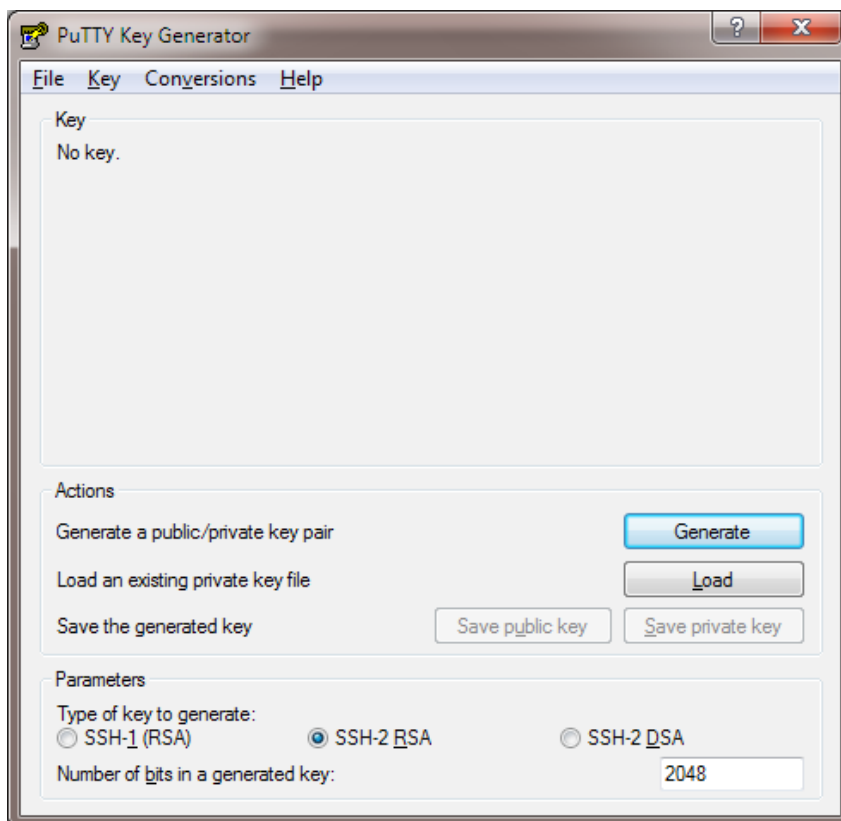 PuTTY Key Generator
?
File Key Conversions Help
Key
No key.
Actions
Generate a public/private key pair Generate
Load an existing private key file Load
Save the generated key Save public key Save private key
Parameters
Type of key to generate:
SSH-1 (RSA) SSH-2 RSA SSH-2 DSA
Number of bits in a generated key: 2048